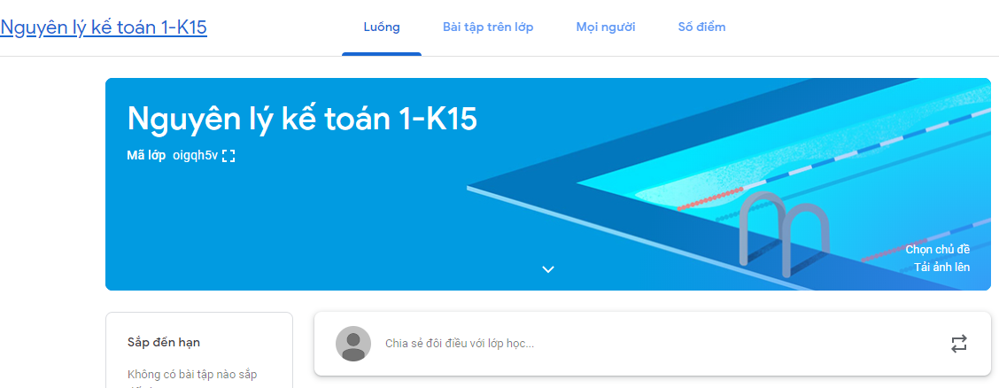 Nguyên lý kế toán 1-K15
Luồng
Bài tập trên lớp
Mọi người
Số điểm
Nguyên lý kế toán 1-K15
Mã lớp oigqh5v
Chọn chủ đề
Tải ảnh lên
Sắp đến hạn
Không có bài tập nào sắp
Chia sẻ đôi điều với lớp học...